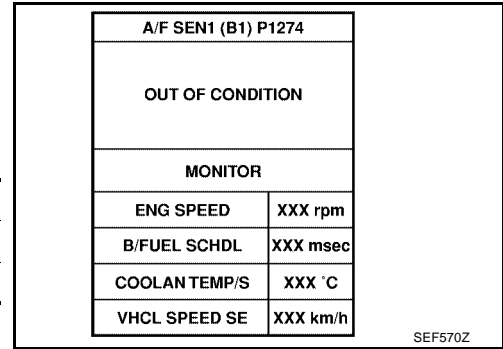 A/F SEN1 (B1) P1274
OUT OF CONDITION
MONITOR
ENG SPEED XXX rpm
B/FUEL SCHDL XXX msec
COOLAN TEMP/S XXX °C
VHCL SPEED SE XXX km/h
SEF570Z